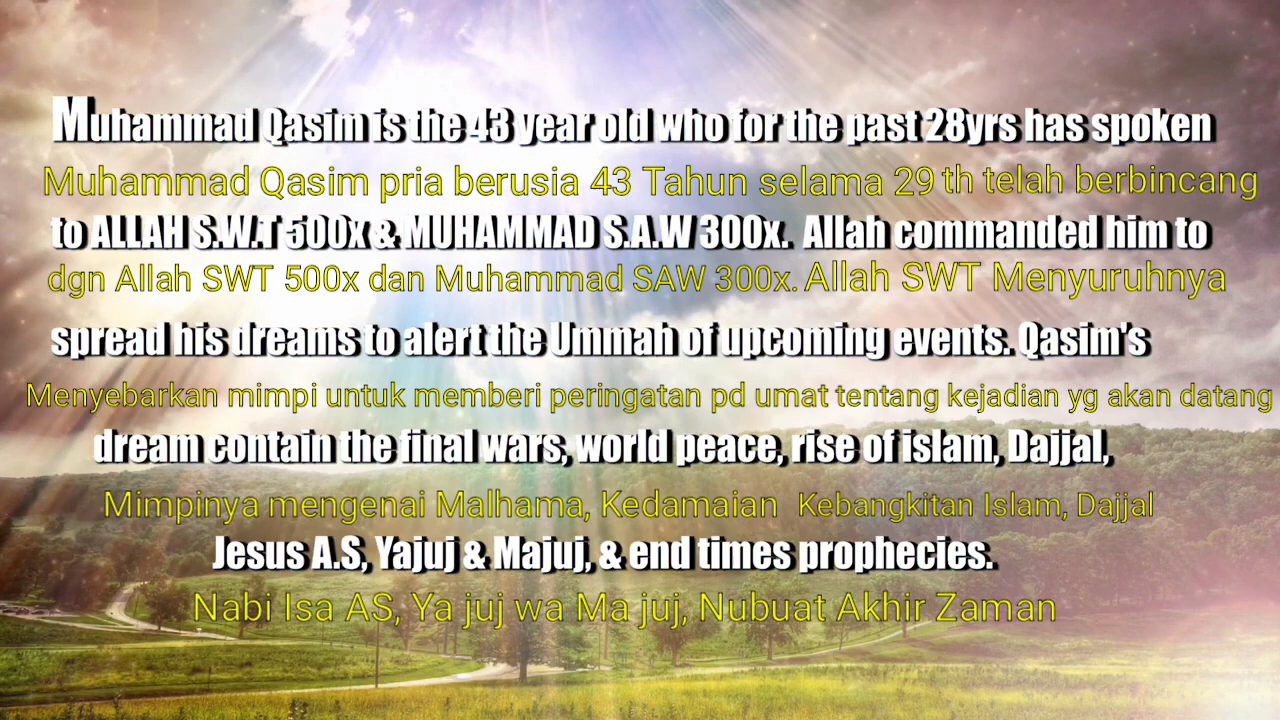 Muhammad Qasim is the 43 year old who for the past 28yrs has spoken
Muhammad Qasim pria berusia 43 Tahun selama 29 th telah berbincang
to ALLAH S.W.T 500x & MUHAMMAD S.A.W 300x. Allah commanded him to
dgn Allah SWT 500x dan Muhammad SAW 300x. Allah SWT Menyuruhnya
spread his dreams to alert the Ummah of upcoming events. Qasim's
Menyebarkan mimpi untuk memberi peringatan pd umat tentang kejadian yg akan datang
dream contain the final wars, world peace, rise of islam, Dajjal,
Mimpinya mengenai Malhama, Kedamaian Kebangkitan Islam, Dajjal
Jesus A.S, Yajuj & Majuj, & end times prophecies.
Nabi Isa AS, Ya juj wa Ma juj, Nubuat Akhir Zaman